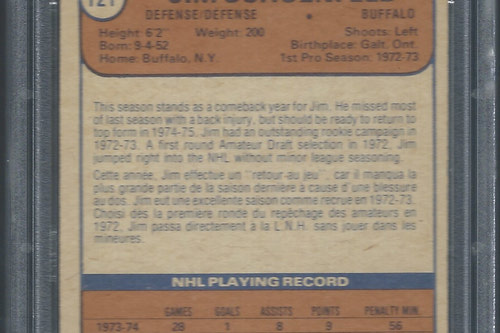 121
DEFENSE/DEFENSE • BUFFALO
Height: 6'2" Weight: 200 Shoots: Left
Born: 9-4-52 Birthplace: Galt, Ont.
Home: Buffalo, N.Y. 1st Pro Season: 1972-73
This season stands as a comeback year for Jim. He missed most
of last season with a back injury, but should be ready to return to
top form in 1974-75. Jim had an outstanding rookie campaign in
1972-73. A first round Amateur Draft selection in 1972, Jim
jumped right into the NHL without minor league seasoning.
Cette année, Jim effectue un "retour-au jeu", car il manqua la
plus grande partie de la saison dernière à cause d'une blessure
au dos. Jim eut une excellente saison comme recrue en 1972-73.
Choisi dès la première ronde du repêchage des amateurs en
1972, Jim passa directement à la L.N.H. sans jouer dans les
mineures.
NHL PLAYING RECORD
GAMES GOALS ASSISTS POINTS PENALTY MIN.
1973-74 28 1 8 9 56